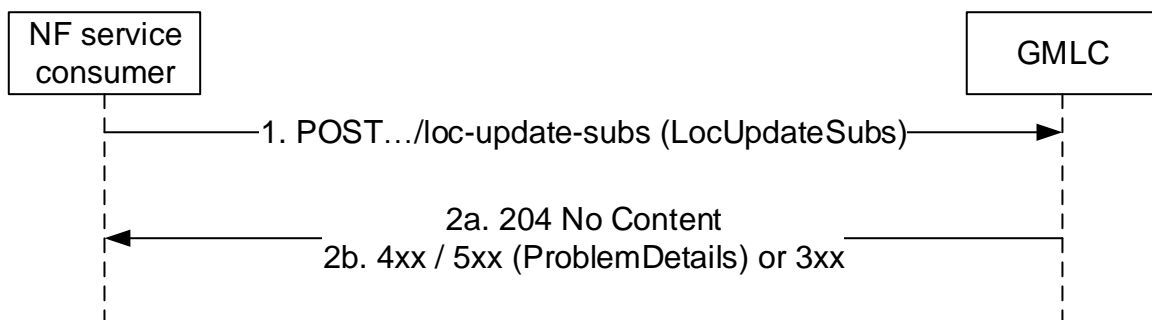 NF service
consumer
GMLC
1. POST…/loc-update-subs (LocUpdateSubs)
2a. 204 No Content
2b. 4xx / 5xx (ProblemDetails) or 3xx